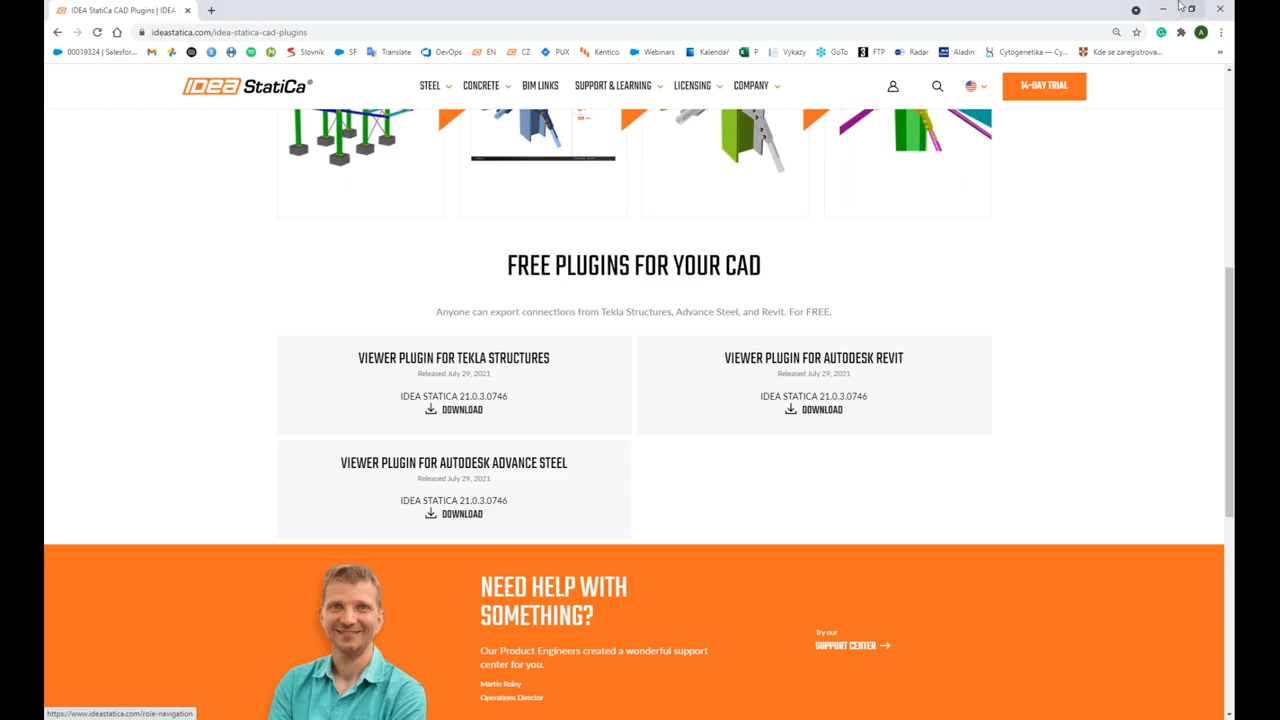 IDEA StatiCa CAD Plugins | IDEA
ideastatica.com/idea-statica-cad-plugins
A
00019324 | Salesfor...
Slovník
SF
Translate
DevOps
EN
CZ
PUX
Kentico
Webinars
Kalendář
P
Výkazy
GoTo
FTP
Radar
Aladin
Cytogenetika — Cy...
Kde se zaregistrova...
»
IDEA StatiCa®
STEEL
CONCRETE
BIM LINKS
SUPPORT & LEARNING
LICENSING
COMPANY
14-DAY TRIAL
FREE PLUGINS FOR YOUR CAD
Anyone can export connections from Tekla Structures, Advance Steel, and Revit. For FREE.
VIEWER PLUGIN FOR TEKLA STRUCTURES
Released July 29, 2021
IDEA STATICA 21.0.3.0746
DOWNLOAD
VIEWER PLUGIN FOR AUTODESK REVIT
Released July 29, 2021
IDEA STATICA 21.0.3.0746
DOWNLOAD
VIEWER PLUGIN FOR AUTODESK ADVANCE STEEL
Released July 29, 2021
IDEA STATICA 21.0.3.0746
DOWNLOAD
NEED HELP WITH
SOMETHING?
Our Product Engineers created a wonderful support
center for you.
Martin Rolny
Operations Director
Try our
SUPPORT CENTER →
https://www.ideastatica.com/role-navigation